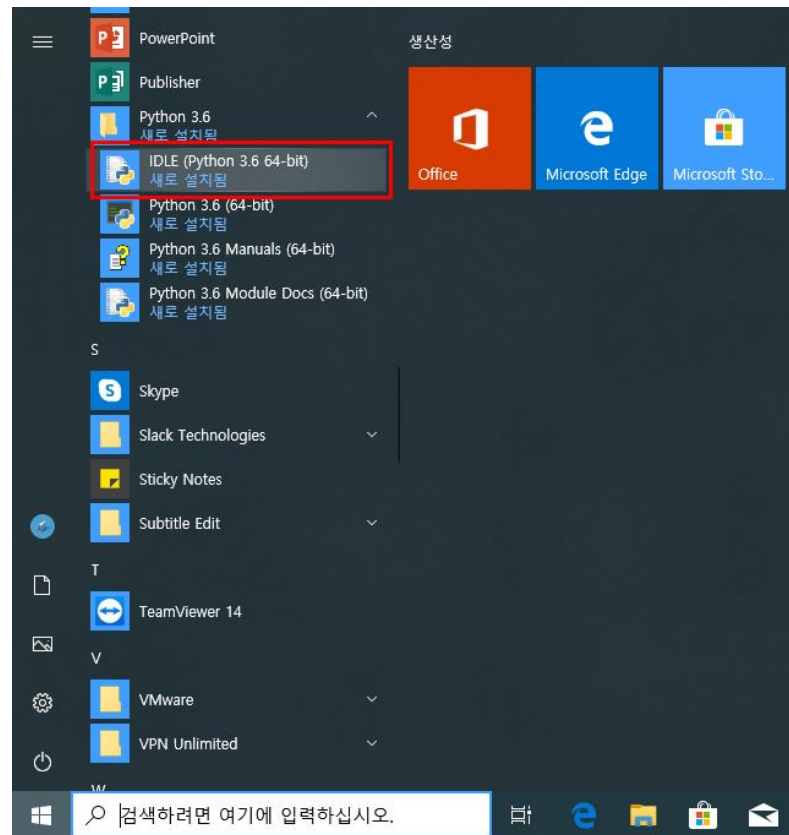 PowerPoint
Publisher
Python 3.6
새로 설치됨
IDLE (Python 3.6 64-bit)
새로 설치됨
Python 3.6 (64-bit)
새로 설치됨
Python 3.6 Manuals (64-bit)
새로 설치됨
Python 3.6 Module Docs (64-bit)
새로 설치됨
S
Skype
Slack Technologies
Sticky Notes
Subtitle Edit
T
TeamViewer 14
V
VMware
VPN Unlimited
W
생산성
Office
Microsoft Edge
Microsoft Sto...
검색하려면 여기에 입력하십시오.